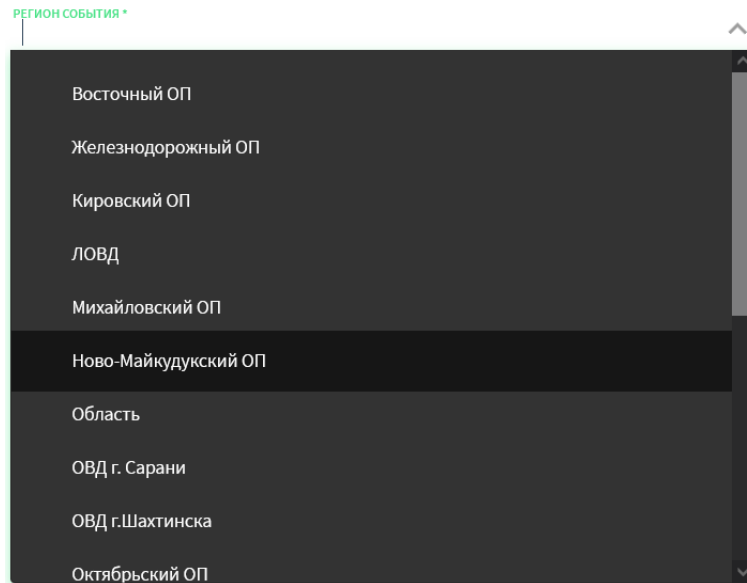 РЕГИОН СОБЫТИЯ *
Восточный ОП
Железнодорожный ОП
Кировский ОП
ЛОВД
Михайловский ОП
Ново-Майкудукский ОП
Область
ОВД г. Сарани
ОВД г.Шахтинска
Октябрьский ОП